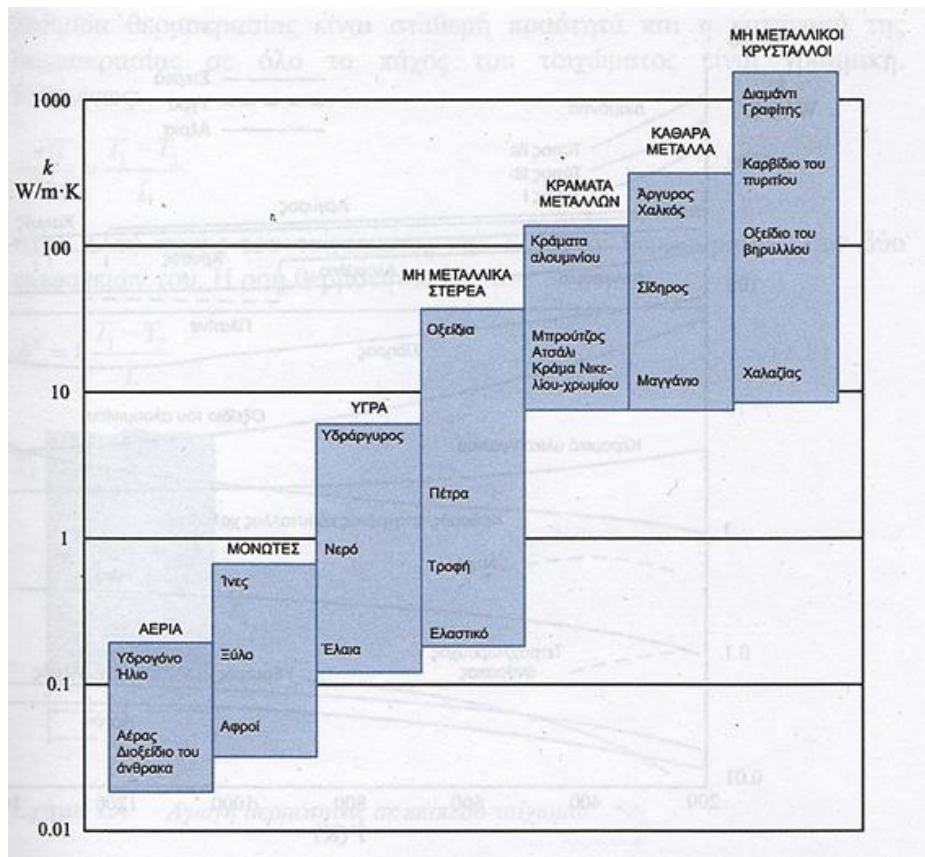 ΜΗ ΜΕΤΑΛΛΙΚΟΙ
ΚΡΥΣΤΑΛΛΟΙ
1000
k
W/m·K
100
10
1
0.1
0.01
ΑΕΡΙΑ
Υδρογόνο
Ήλιο
Αέρας
Διοξείδιο του
άνθρακα
ΜΟΝΩΤΕΣ
Ίνες
Ξύλο
Αφροί
ΥΓΡΑ
Υδράργυρος
Νερό
Έλαια
ΜΗ ΜΕΤΑΛΛΙΚΑ
ΣΤΕΡΕΑ
Οξείδια
Πέτρα
Τροφή
Ελαστικό
ΚΡΑΜΑΤΑ
ΜΕΤΑΛΛΩΝ
Κράματα
αλουμινίου
Μπρούτζος
Ατσάλι
Κράμα Νικε-
λίου-χρωμίου
ΚΑΘΑΡΑ
ΜΕΤΑΛΛΑ
Άργυρος
Χαλκός
Σίδηρος
Μαγγάνιο
Διαμάντι
Γραφίτης
Καρβίδιο του
πυριτίου
Οξείδιο του
βηρυλλίου
Χαλαζίας